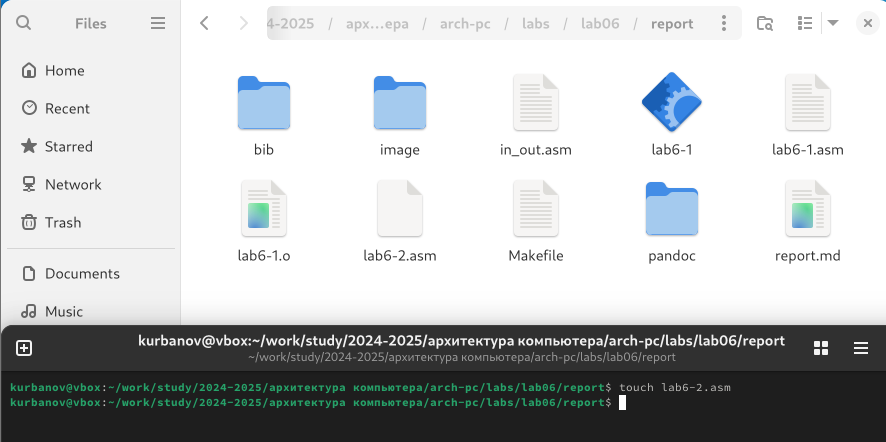 Files
4-2025 / арх...ера / arch-pc / labs / lab06 / report
Home
Recent
Starred
Network
Trash
Documents
Music
bib
image
in_out.asm
lab6-1
lab6-1.asm
lab6-1.o
lab6-2.asm
Makefile
pandoc
report.md
kurbanov@vbox:~/work/study/2024-2025/архитектура компьютера/arch-pc/labs/lab06/report
~/work/study/2024-2025/архитектура компьютера/arch-pc/labs/lab06/report
kurbanov@vbox:~/work/study/2024-2025/архитектура компьютера/arch-pc/labs/lab06/report$ touch lab6-2.asm
kurbanov@vbox:~/work/study/2024-2025/архитектура компьютера/arch-pc/labs/lab06/report$